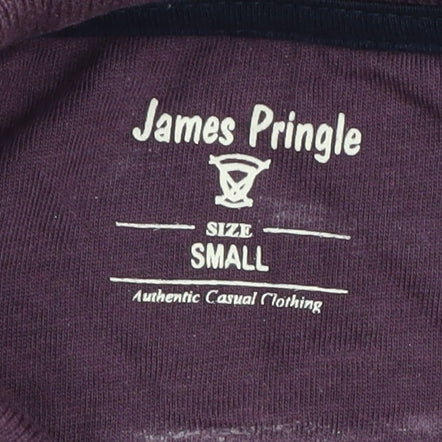 James Pringle
SIZE
SMALL
Authentic Casual Clothing